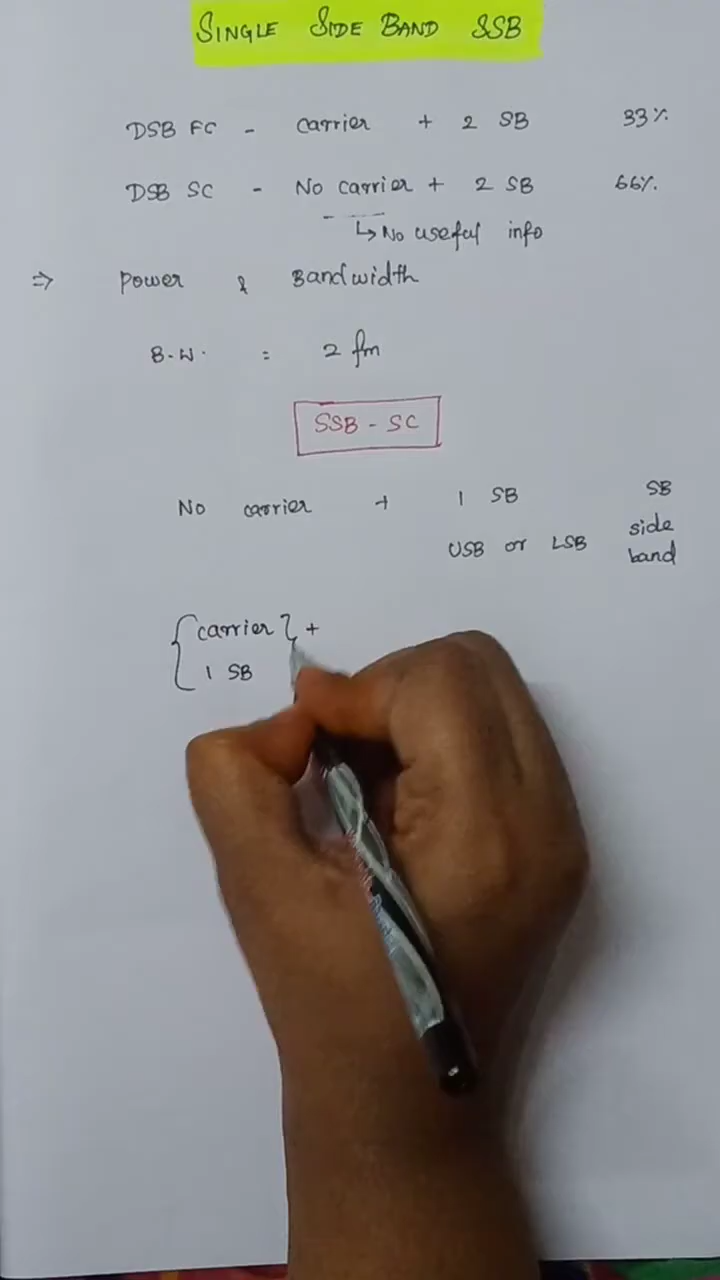 SINGLE SIDE BAND SSB
DSB FC - carrier + 2 SB 33%
DSB SC - No carrier + 2 SB 66%
↳ No useful info
⇒ Power & Bandwidth
B.W. = 2 fm
SSB - SC
No carrier + 1 SB SB
USB or LSB side
band
{ carrier } +
1 SB